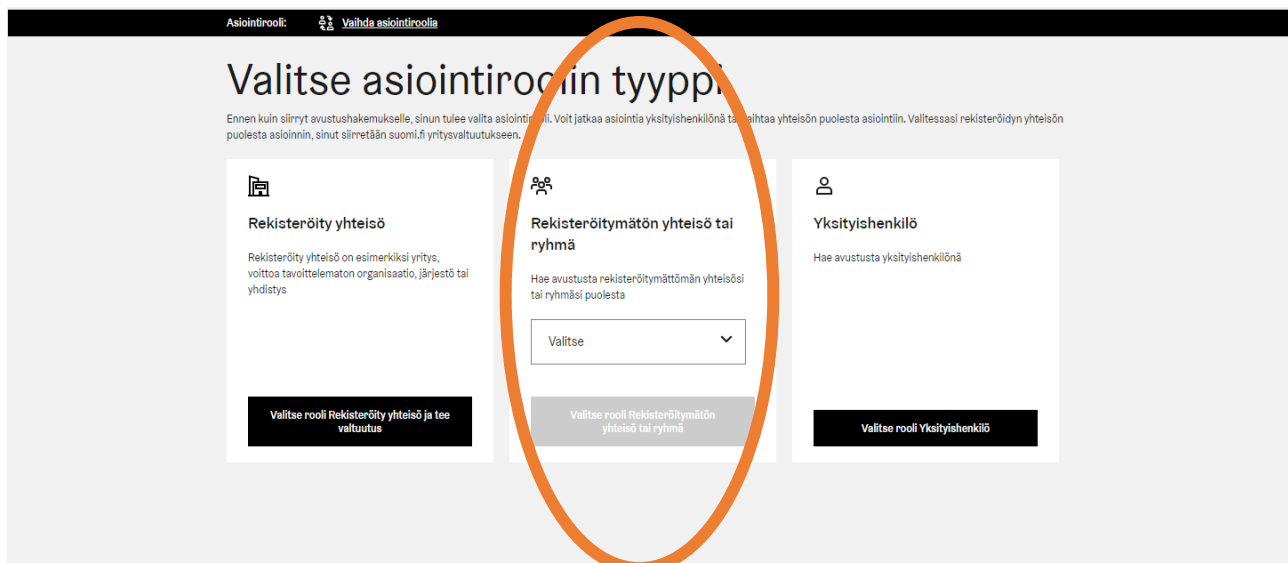 Asiointirooli: Vaihda asiointiroolia
Valitse asiointiroolin tyyppi
Ennen kuin siirryt avustushakemukselle, sinun tulee valita asiointirooli. Voit jatkaa asiointia yksityishenkilönä tai vaihtaa yhteisön puolesta asiointiin. Valitessasi rekisteröidyn yhteisön
puolesta asioinnin, sinut siirretään suomi.fi yritysvaltuutukseen.
Rekisteröity yhteisö
Rekisteröity yhteisö on esimerkiksi yritys,
voittoa tavoittelematon organisaatio, järjestö tai
yhdistys
Valitse rooli Rekisteröity yhteisö ja tee
valtuutus
Rekisteröitymätön yhteisö tai
ryhmä
Hae avustusta rekisteröitymättömän yhteisösi
tai ryhmäsi puolesta
Valitse
Valitse rooli Rekisteröitymätön
yhteisö tai ryhmä
Yksityishenkilö
Hae avustusta yksityishenkilönä
Valitse rooli Yksityishenkilö